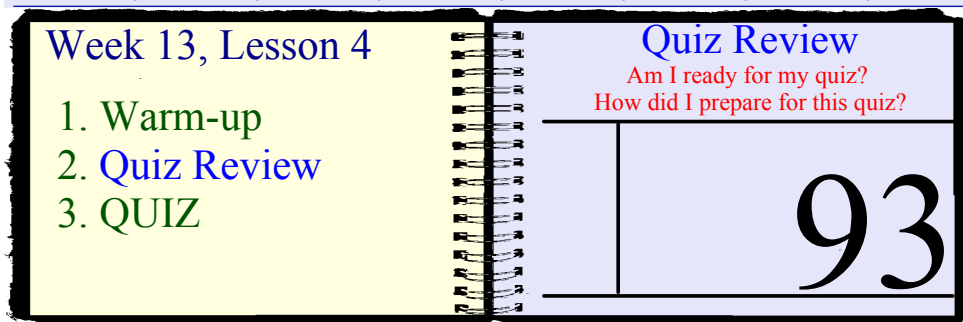 Week 13, Lesson 4
1. Warm-up
2. Quiz Review
3. QUIZ
Quiz Review
Am I ready for my quiz?
How did I prepare for this quiz?
93